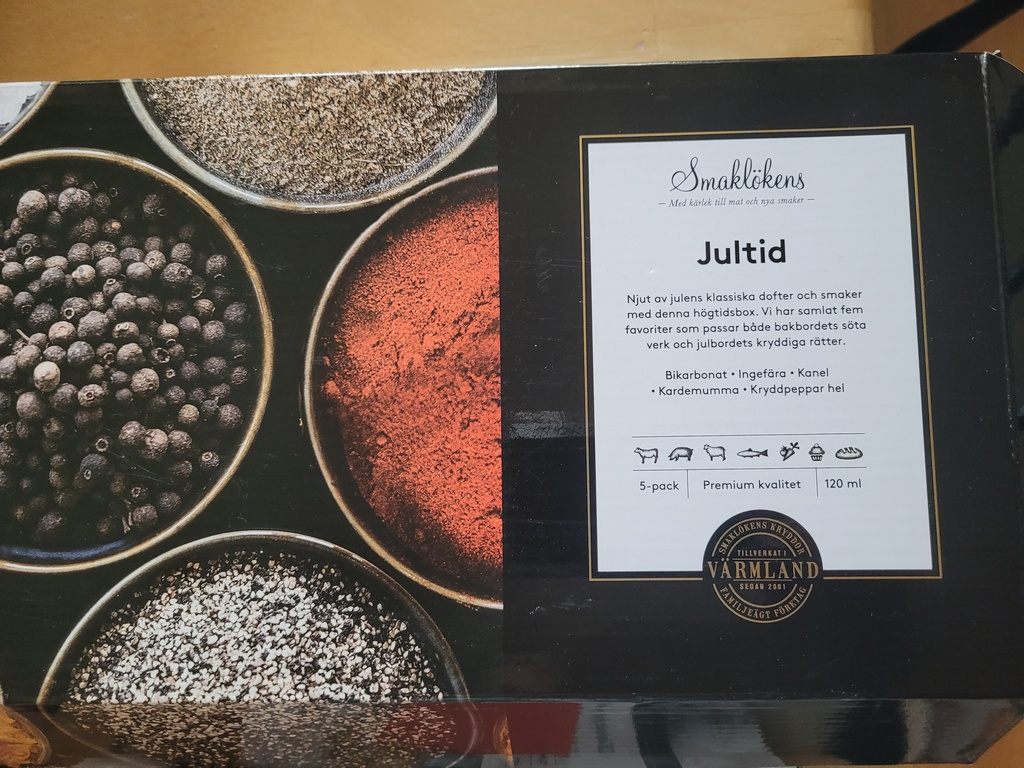 Smaklökens
— Med kärlek till mat och nya smaker —
Jultid
Njut av julens klassiska dofter och smaker
med denna högtidsbox. Vi har samlat fem
favoriter som passar både bakbordets söta
verk och julbordets kryddiga rätter.
Bikarbonat • Ingefära • Kanel
• Kardemumma • Kryddpeppar hel
5-pack
Premium kvalitet
120 ml
SMAKLÖKENS KRYDDOR
TILLVERKAT I
VÄRMLAND
SEDAN 2001
FAMILJEÄGT FÖRETAG